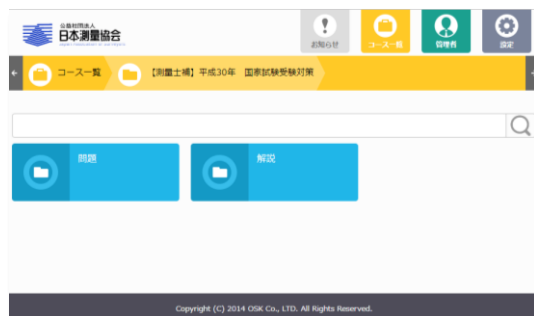 公益社団法人
日本測量協会
お知らせ
コース一覧
管理者
設定
コース一覧
【測量士補】平成30年 国家試験受験対策
問題
解説
Copyright (C) 2014 OSK Co., LTD. All Rights Reserved.